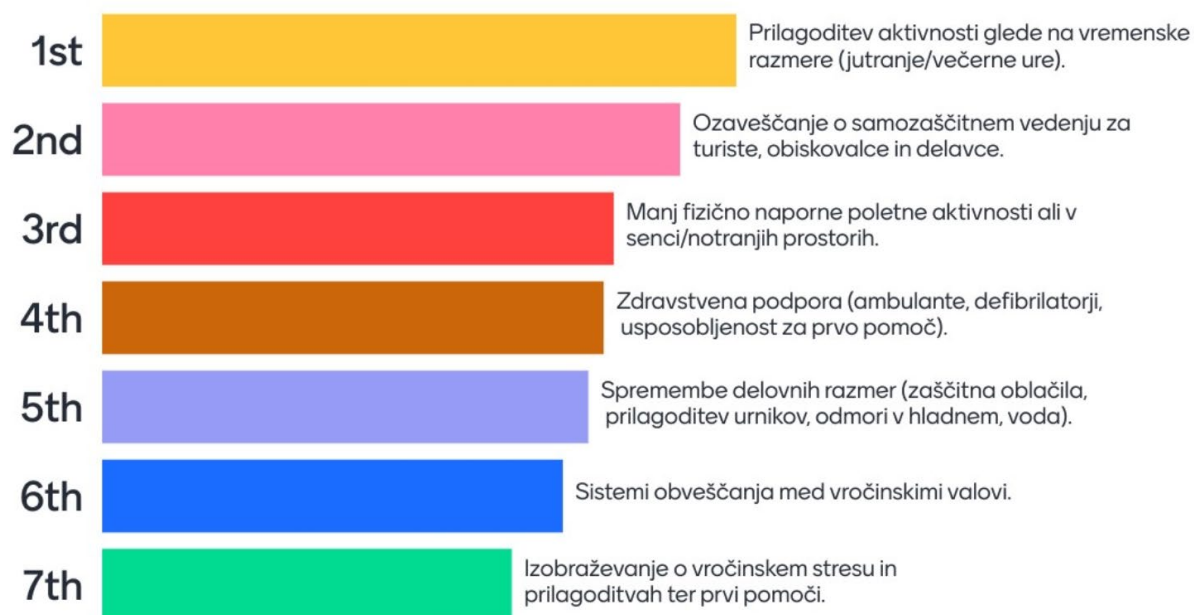 1st
Prilagoditev aktivnosti glede na vremenske
razmere (jutranje/večerne ure).
2nd
Ozaveščanje o samozaščitnem vedenju za
turiste, obiskovalce in delavce.
3rd
Manj fizično naporne poletne aktivnosti ali v
senci/notranjih prostorih.
4th
Zdravstvena podpora (ambulante, defibrilatorji,
usposobljenost za prvo pomoč).
5th
Spremembe delovnih razmer (zaščitna oblačila,
prilagoditev urnikov, odmori v hladnem, voda).
6th
Sistemi obveščanja med vročinskimi valovi.
7th
Izobraževanje o vročinskem stresu in
prilagoditvah ter prvi pomoči.